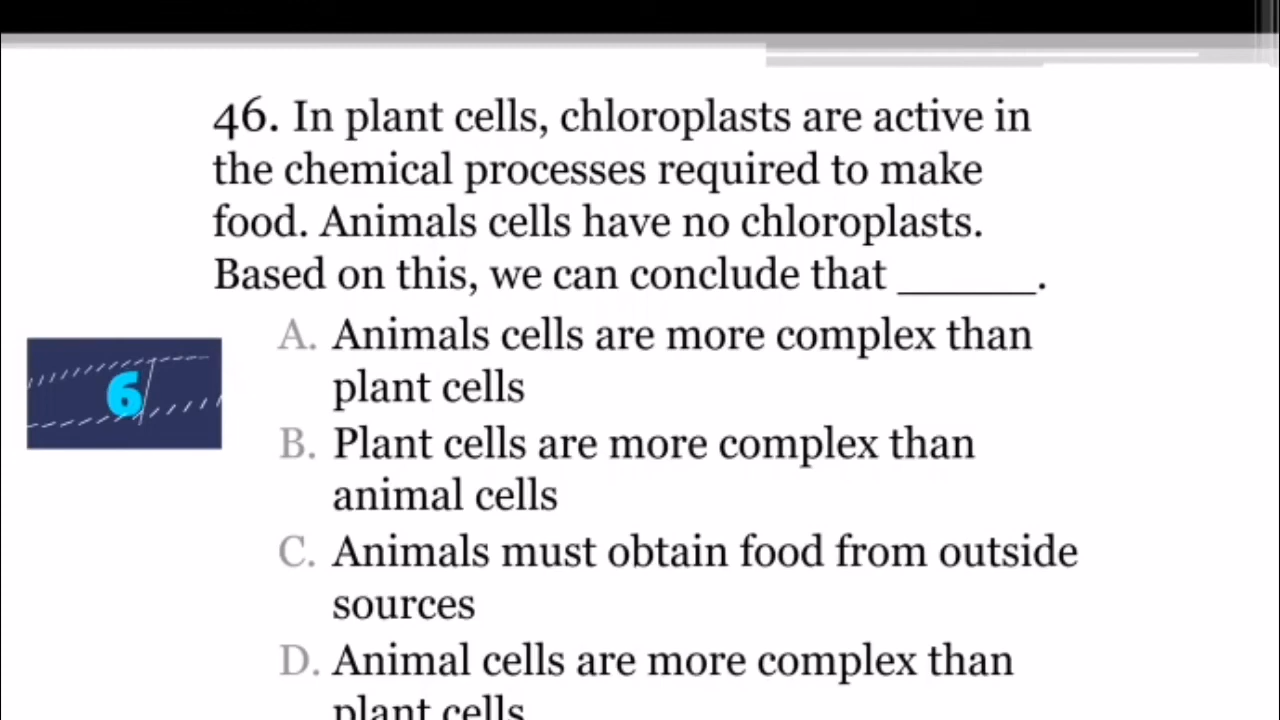 46. In plant cells, chloroplasts are active in
the chemical processes required to make
food. Animals cells have no chloroplasts.
Based on this, we can conclude that ______.
A. Animals cells are more complex than
plant cells
B. Plant cells are more complex than
animal cells
6
C. Animals must obtain food from outside
sources
D. Animal cells are more complex than
plant cells